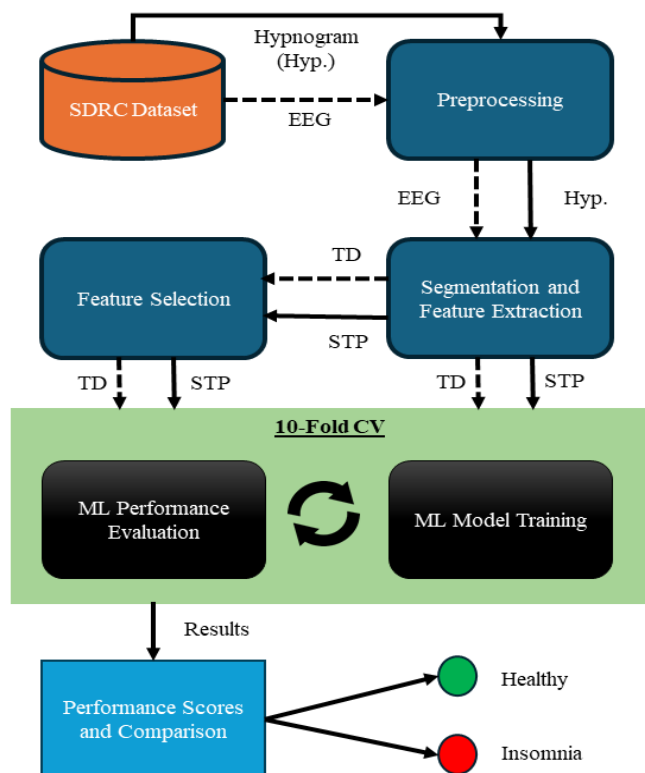 Hypnogram
(Hyp.)
SDRC Dataset
EEG
Preprocessing
EEG
Hyp.
Feature Selection
TD
STP
Segmentation and
Feature Extraction
TD
STP
TD
STP
10-Fold CV
ML Performance
Evaluation
ML Model Training
Results
Performance Scores
and Comparison
Healthy
Insomnia